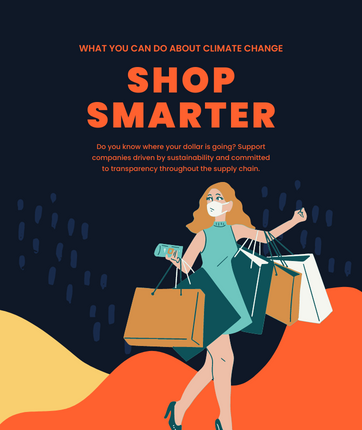 WHAT YOU CAN DO ABOUT CLIMATE CHANGE
SHOP
SMARTER
Do you know where your dollar is going? Support
companies driven by sustainability and committed
to transparency throughout the supply chain.